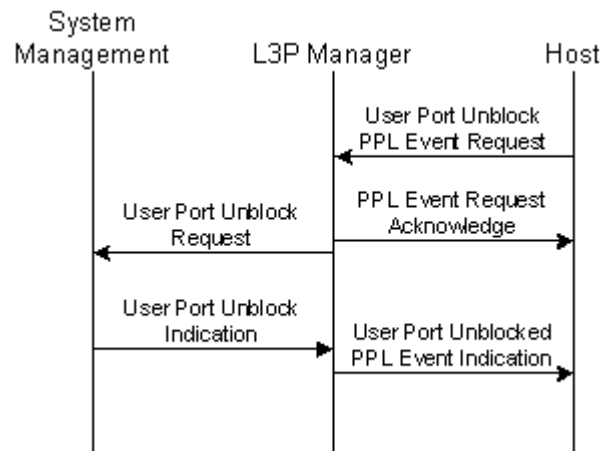 System
Management
L3P Manager
Host
User Port Unblock
PPL Event Request
PPL Event Request
Acknowledge
User Port Unblock
Request
User Port Unblock
Indication
User Port Unblocked
PPL Event Indication